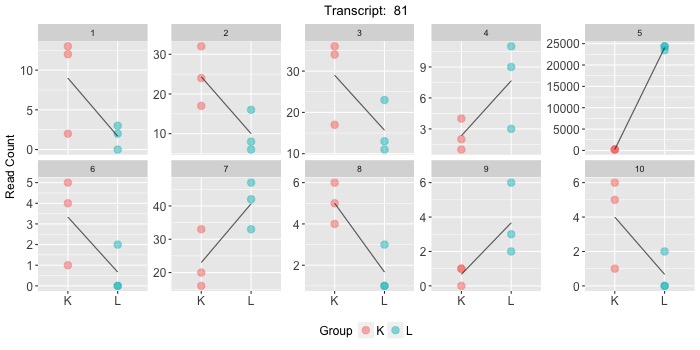 Transcript: 81
1 2 3 4 5
10 5 0
30 20 10
30 20 10
9 6 3
25000 20000 15000 10000 5000 0
Read Count
6 7 8 9 10
5 4 3 2 1 0
40 30 20
6 4 2
6 4 2 0
6 4 2 0
K L K L K L K L K L
Group K L